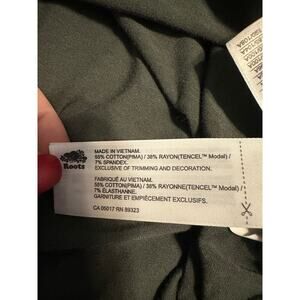 Roots
MADE IN VIETNAM.
55% COTTON(PIMA) / 38% RAYON(TENCEL™ Modal) /
7% SPANDEX.
EXCLUSIVE OF TRIMMING AND DECORATION.
FABRIQUÉ AU VIETNAM.
55% COTON(PIMA) / 38% RAYONNE(TENCEL™ Modal) /
7% ÉLASTHANNE.
GARNITURE ET EMPIÈCEMENT EXCLUSIFS.
CA 05017 RN 89323